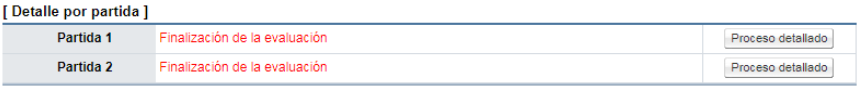 [ Detalle por partida ]
Partida 1 Finalización de la evaluación Proceso detallado
Partida 2 Finalización de la evaluación Proceso detallado